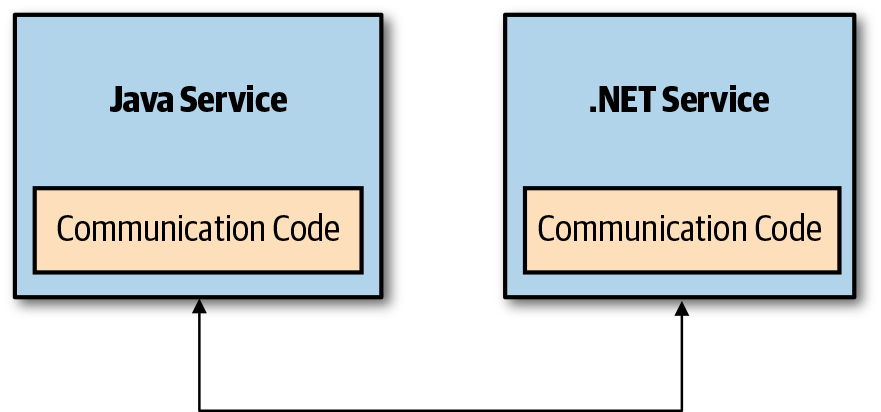 Java Service
.NET Service
Communication Code
Communication Code